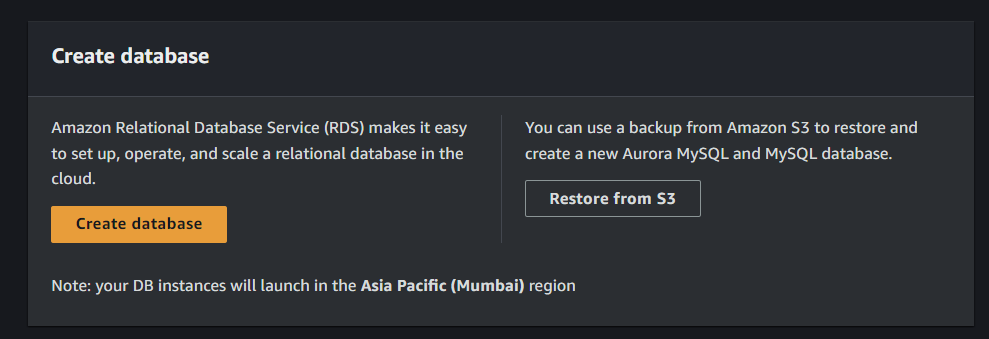 Create database
Amazon Relational Database Service (RDS) makes it easy
to set up, operate, and scale a relational database in the
cloud.
Create database
You can use a backup from Amazon S3 to restore and
create a new Aurora MySQL and MySQL database.
Restore from S3
Note: your DB instances will launch in the Asia Pacific (Mumbai) region